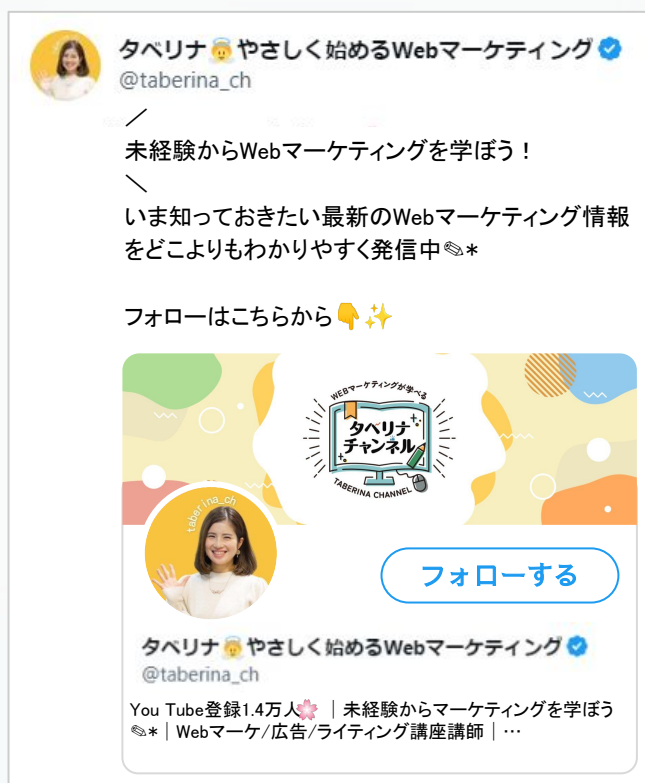 タベリナ👼やさしく始めるWebマーケティング
@taberina_ch
／
未経験からWebマーケティングを学ぼう！
＼
いま知っておきたい最新のWebマーケティング情報
をどこよりもわかりやすく発信中✎*
フォローはこちらから👇✨
WEBマーケティングが学べる
タベリナ
チャンネル
TABERINA CHANNEL
taberina_ch
フォローする
タベリナ👼やさしく始めるWebマーケティング
@taberina_ch
You Tube登録1.4万人🌸｜未経験からマーケティングを学ぼう
✎*｜Webマーケ/広告/ライティング講座講師｜…